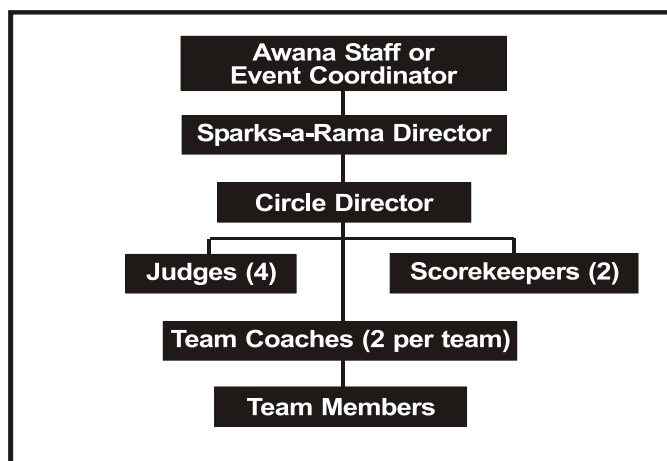 Awana Staff or
Event Coordinator
Sparks-a-Rama Director
Circle Director
Judges (4)
Scorekeepers (2)
Team Coaches (2 per team)
Team Members